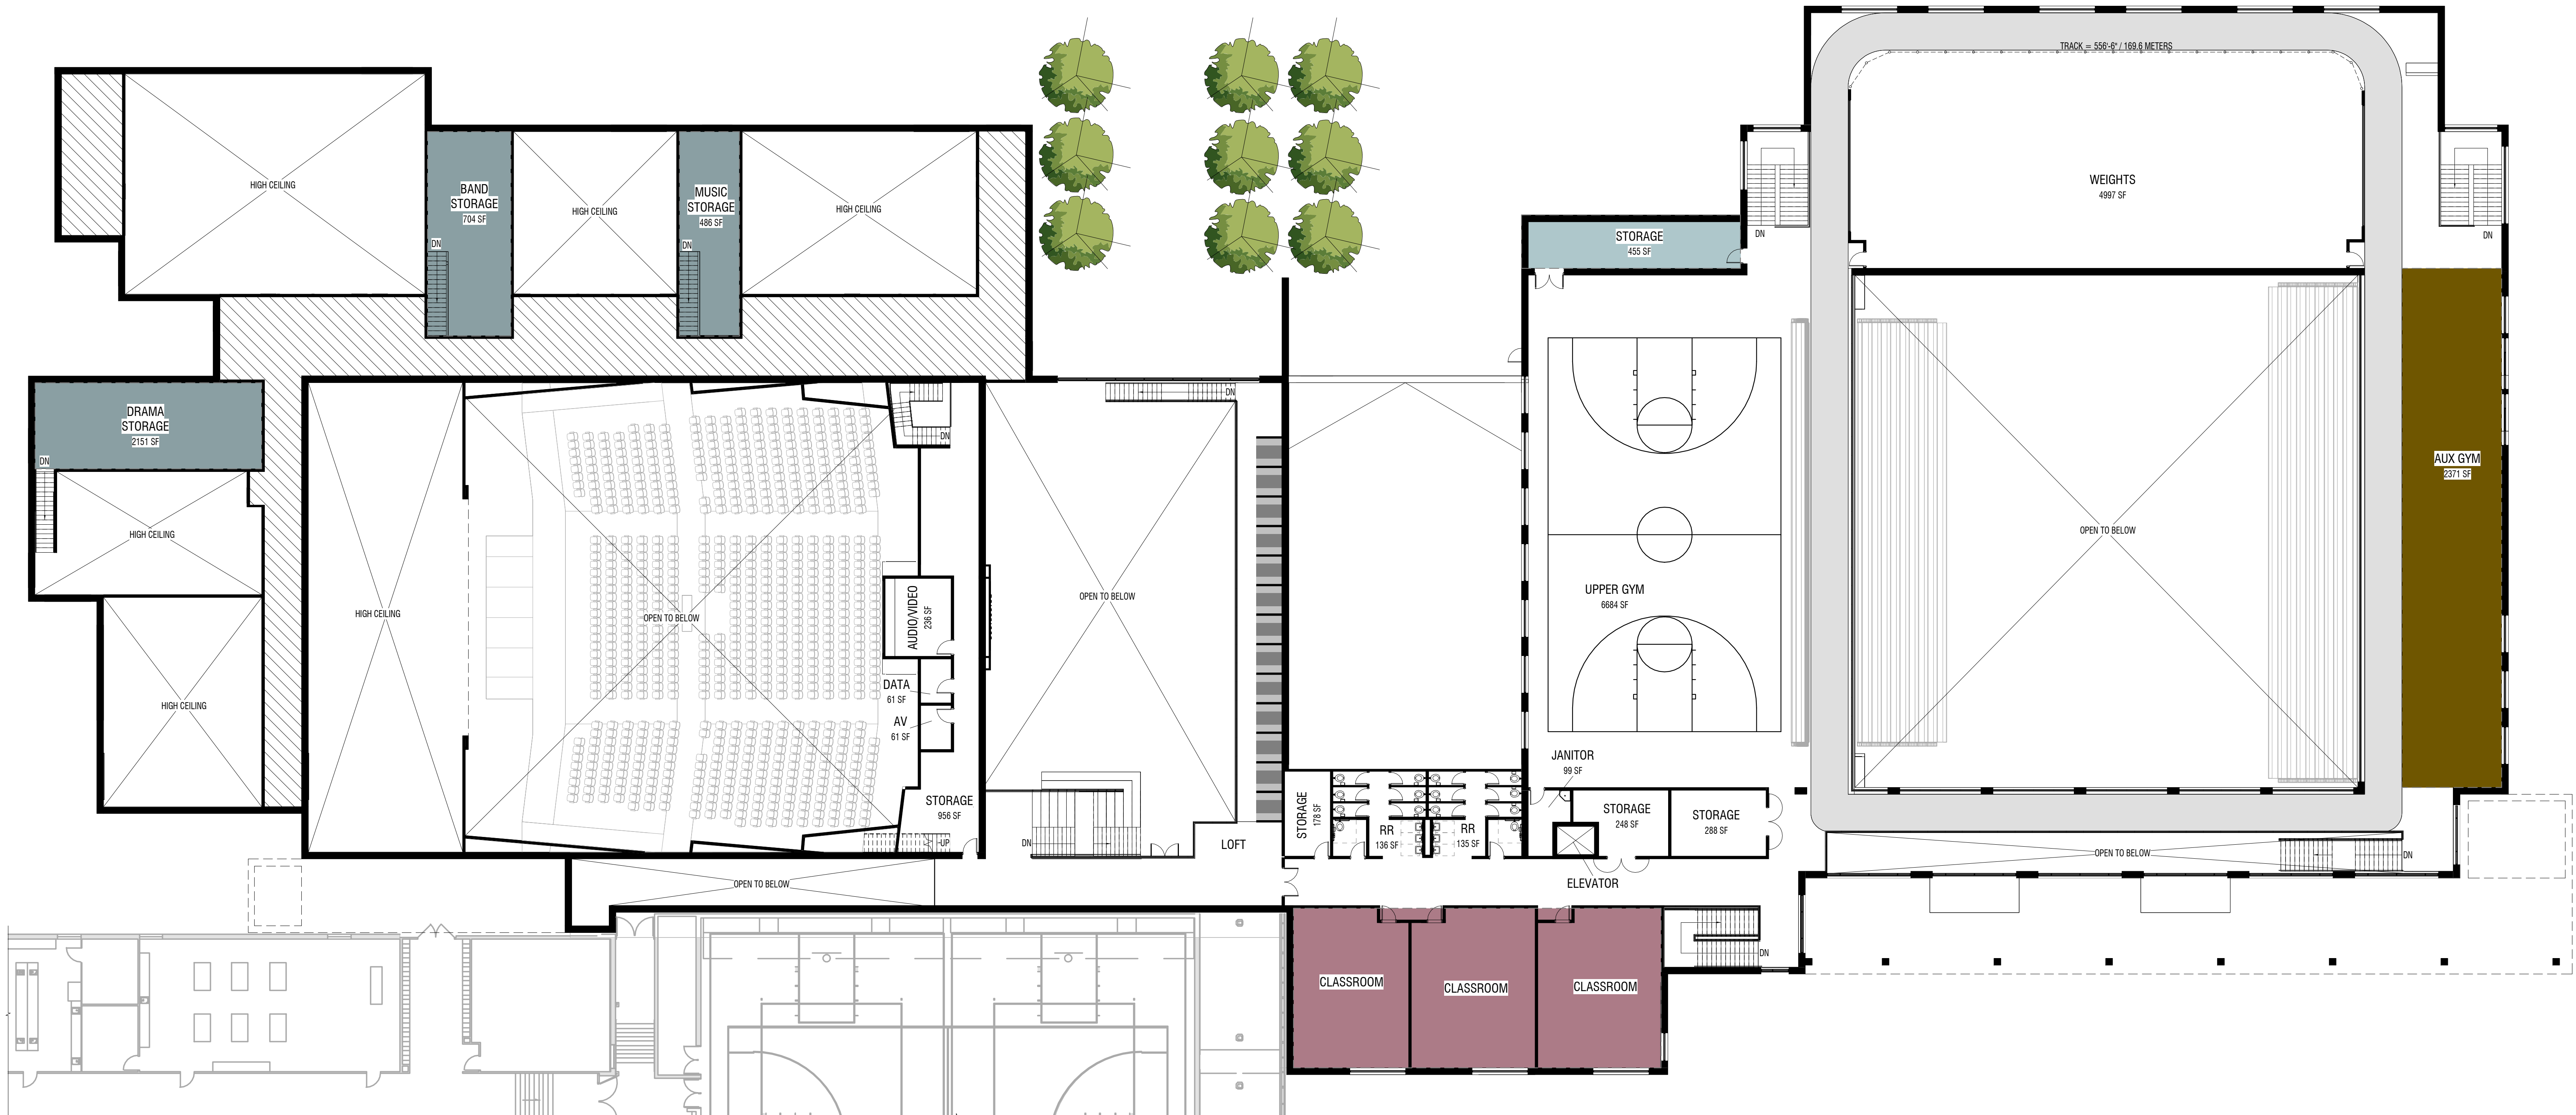 TRACK = 556'-6" / 169.6 METERS
HIGH CEILING
BAND
STORAGE
704 SF
DN
HIGH CEILING
MUSIC
STORAGE
486 SF
DN
HIGH CEILING
WEIGHTS
4997 SF
DN
DN
STORAGE
455 SF
DRAMA
STORAGE
2151 SF
DN
HIGH CEILING
HIGH CEILING
HIGH CEILING
OPEN TO BELOW
DN
AUDIO/VIDEO
236 SF
DATA
61 SF
AV
61 SF
STORAGE
956 SF
UP
DN
OPEN TO BELOW
DN
LOFT
OPEN TO BELOW
UPPER GYM
6684 SF
JANITOR
99 SF
STORAGE
178 SF
RR
136 SF
RR
135 SF
STORAGE
248 SF
STORAGE
288 SF
ELEVATOR
OPEN TO BELOW
AUX GYM
2371 SF
OPEN TO BELOW
DN
CLASSROOM
CLASSROOM
CLASSROOM
DN